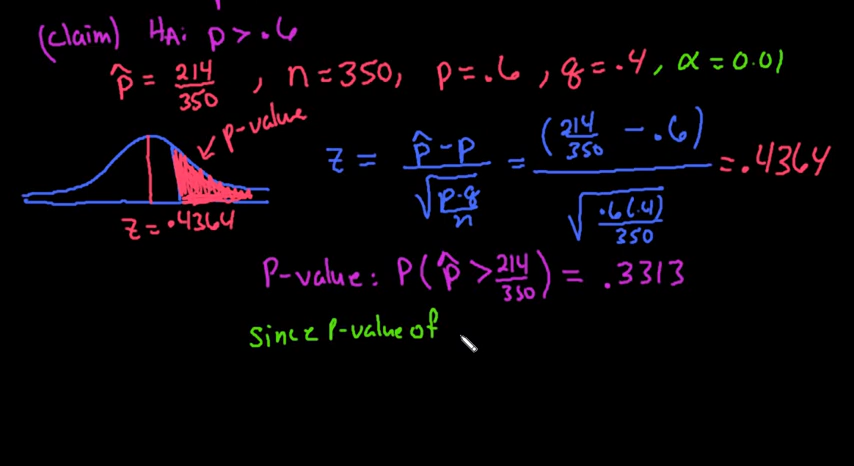 (claim) HA: p > .6
p̂ = 214/350 , n = 350, p = .6 , q = .4 , α = 0.01
p-value
z = (p̂ - p)/√(p·q/n) = (214/350 - .6)/√(.6(.4)/350) = .4364
z = .4364
P-value: P(p̂ > 214/350) = .3313
since P-value of